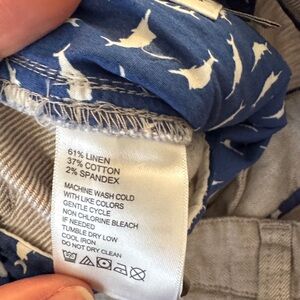 61% LINEN
37% COTTON
2% SPANDEX
MACHINE WASH COLD
WITH LIKE COLORS
GENTLE CYCLE
NON CHLORINE BLEACH
IF NEEDED
TUMBLE DRY LOW
COOL IRON
DO NOT DRY CLEAN